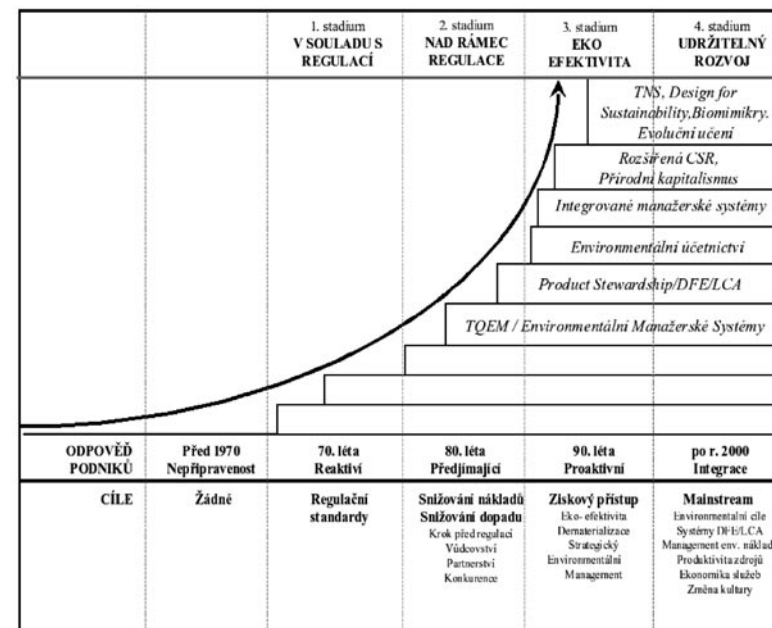 1. stadium
V SOULADU S
REGULACÍ
2. stadium
NAD RÁMEC
REGULACE
3. stadium
EKO
EFEKTIVITA
4. stadium
UDRŽITELNÝ
ROZVOJ
TNS, Design for
Sustainability,Biomimikry.
Evoluční učení
Rozšířená CSR,
Přírodní kapitalismus
Integrované manažerské systémy
Environmentální účetnictví
Product Stewardship/DFE/LCA
TQEM / Environmentální Manažerské Systémy
ODPOVĚĎ
PODNIKŮ
Před 1970
Nepřipravenost
70. léta
Reaktiví
80. léta
Předjímající
90. léta
Proaktivní
po r. 2000
Integrace
CÍLE
Žádné
Regulační
standardy
Snižování nákladů
Snižování dopadu
Krok před regulací
Vůdcovství
Partnerství
Konkurence
Ziskový přístup
Eko- efektivita
Dematerializace
Strategický
Environmentální
Management
Mainstream
Environmentalní cíle
Systémy DFE/LCA
Management env. náklad
Produktivita zdrojů
Ekonomika služeb
Změna kultury